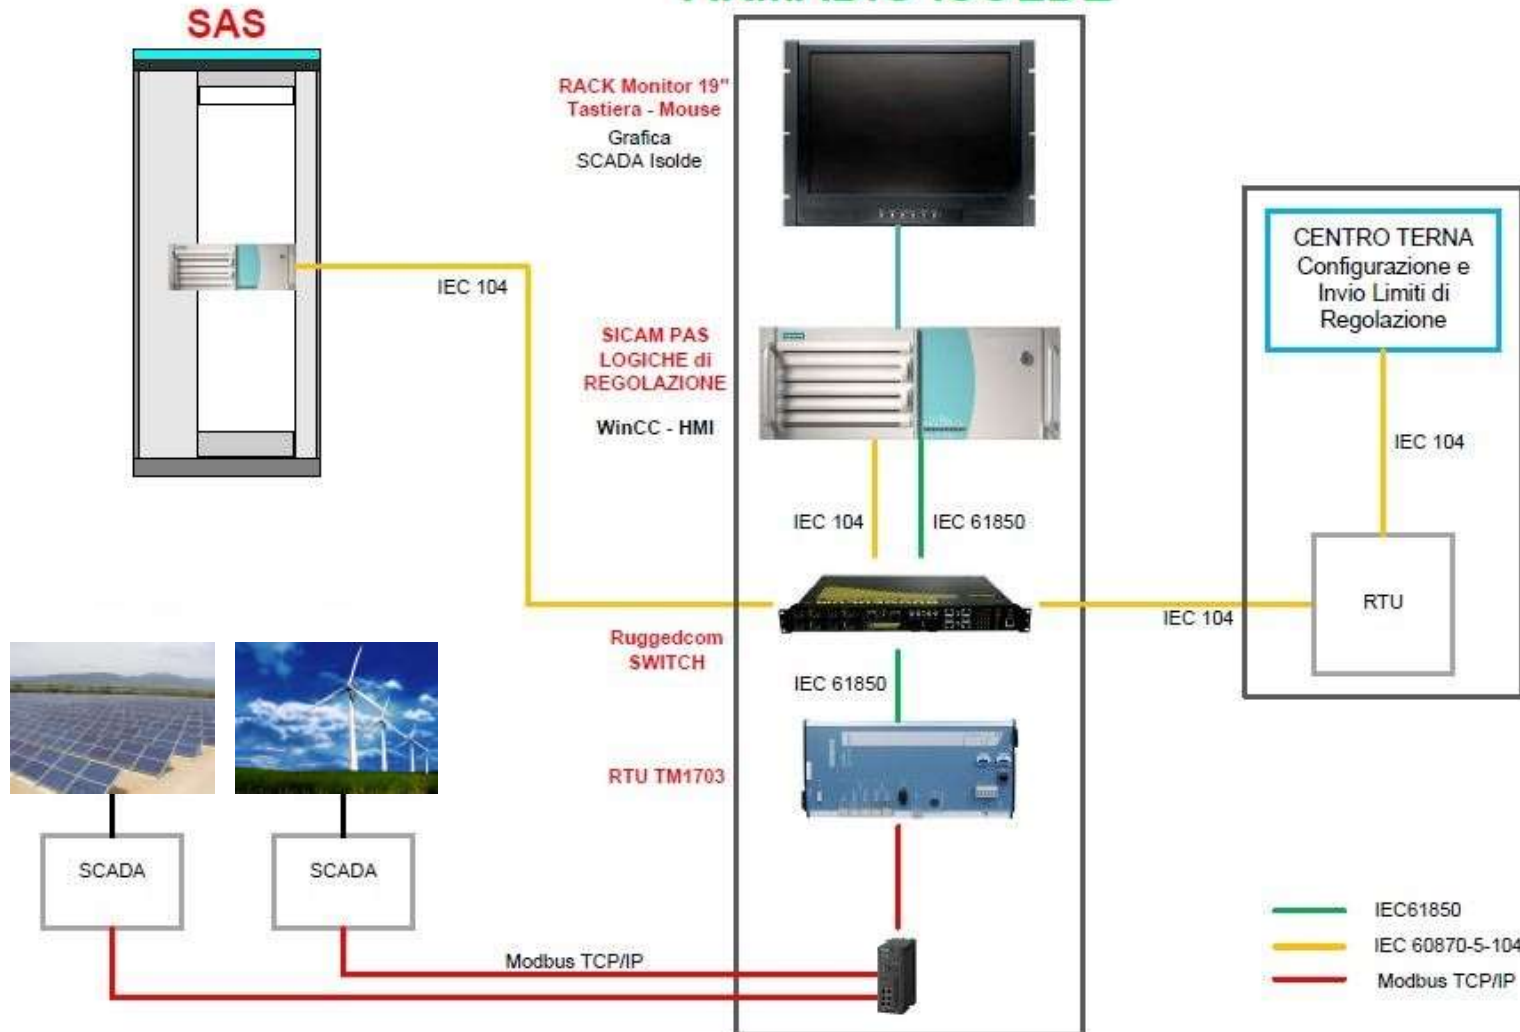 SAS
RACK Monitor 19"
Tastiera - Mouse
Grafica
SCADA Isolde
CENTRO TERNA
Configurazione e
Invio Limiti di
Regolazione
IEC 104
SICAM PAS
LOGICHE di
REGOLAZIONE
WinCC - HMI
IEC 104
IEC 104
IEC 61850
RTU
IEC 104
Ruggedcom
SWITCH
IEC 61850
RTU TM1703
SCADA
SCADA
Modbus TCP/IP
IEC61850
IEC 60870-5-104
Modbus TCP/IP